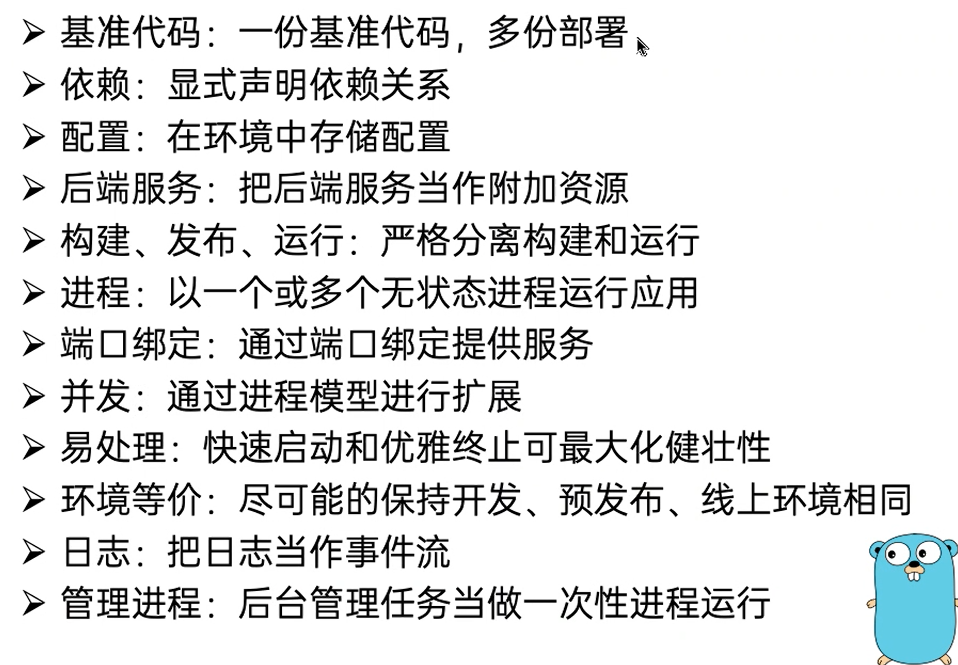 ➢ 基准代码：一份基准代码，多份部署
➢ 依赖：显式声明依赖关系
➢ 配置：在环境中存储配置
➢ 后端服务：把后端服务当作附加资源
➢ 构建、发布、运行：严格分离构建和运行
➢ 进程：以一个或多个无状态进程运行应用
➢ 端口绑定：通过端口绑定提供服务
➢ 并发：通过进程模型进行扩展
➢ 易处理：快速启动和优雅终止可最大化健壮性
➢ 环境等价：尽可能的保持开发、预发布、线上环境相同
➢ 日志：把日志当作事件流
➢ 管理进程：后台管理任务当做一次性进程运行